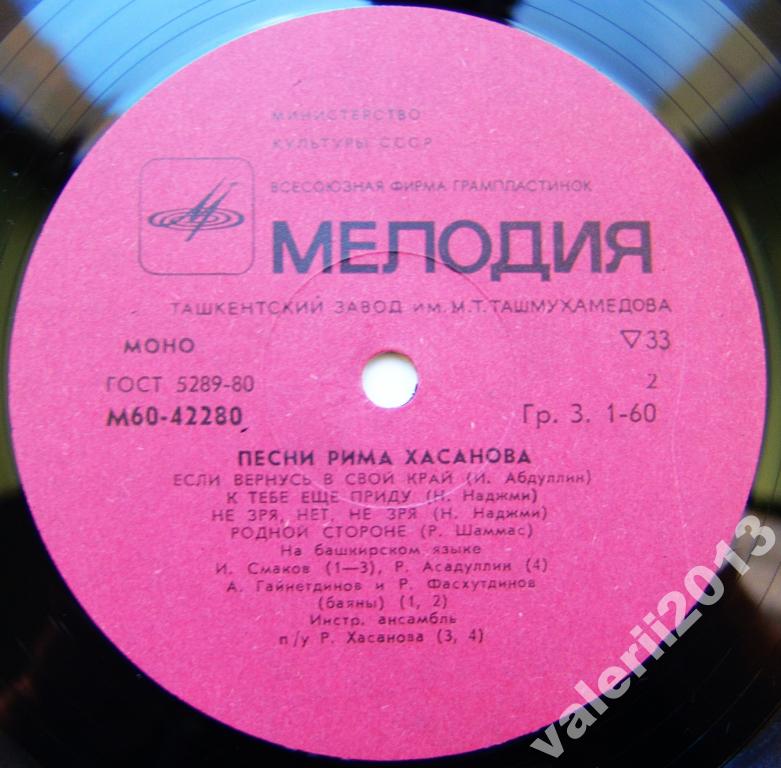 МИНИСТЕРСТВО
КУЛЬТУРЫ СССР
ВСЕСОЮЗНАЯ ФИРМА ГРАМПЛАСТИНОК
МЕЛОДИЯ
ТАШКЕНТСКИЙ ЗАВОД ИМ. М.Т.ТАШМУХАМЕДОВА
МОНО ▽33
ГОСТ 5289-80 2
М60-42280 Гр. 3. 1-60
ПЕСНИ РИМА ХАСАНОВА
ЕСЛИ ВЕРНУСЬ В СВОЙ КРАЙ (И. Абдуллин)
К ТЕБЕ ЕЩЕ ПРИДУ (Н. Наджми)
НЕ ЗРЯ, НЕТ, НЕ ЗРЯ (Н. Наджми)
РОДНОЙ СТОРОНЕ (Р. Шаммас)
На башкирском языке
И. Смаков (1—3), Р. Асадуллин (4)
А. Гайнетдинов и Р. Фасхутдинов
(баяны) (1, 2)
Инстр. ансамбль
п/у Р. Хасанова (3, 4)
valerii2013